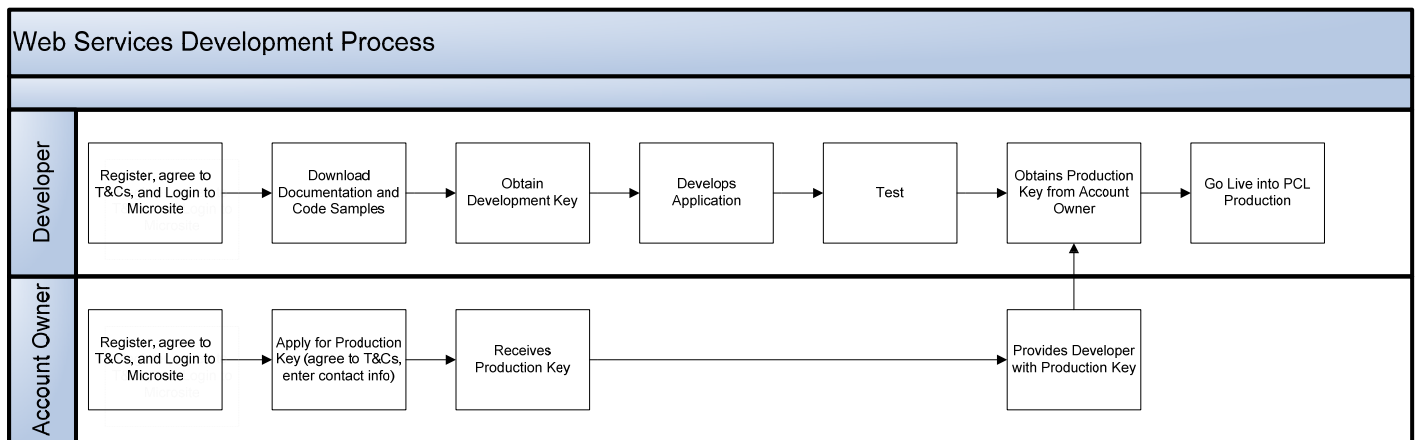 Web Services Development Process
Developer
Register, agree to
T&Cs, and Login to
Microsite
Download
Documentation and
Code Samples
Obtain
Development Key
Develops
Application
Test
Obtains Production
Key from Account
Owner
Go Live into PCL
Production
Account Owner
Register, agree to
T&Cs, and Login to
Microsite
Apply for Production
Key (agree to T&Cs,
enter contact info)
Receives
Production Key
Provides Developer
with Production Key